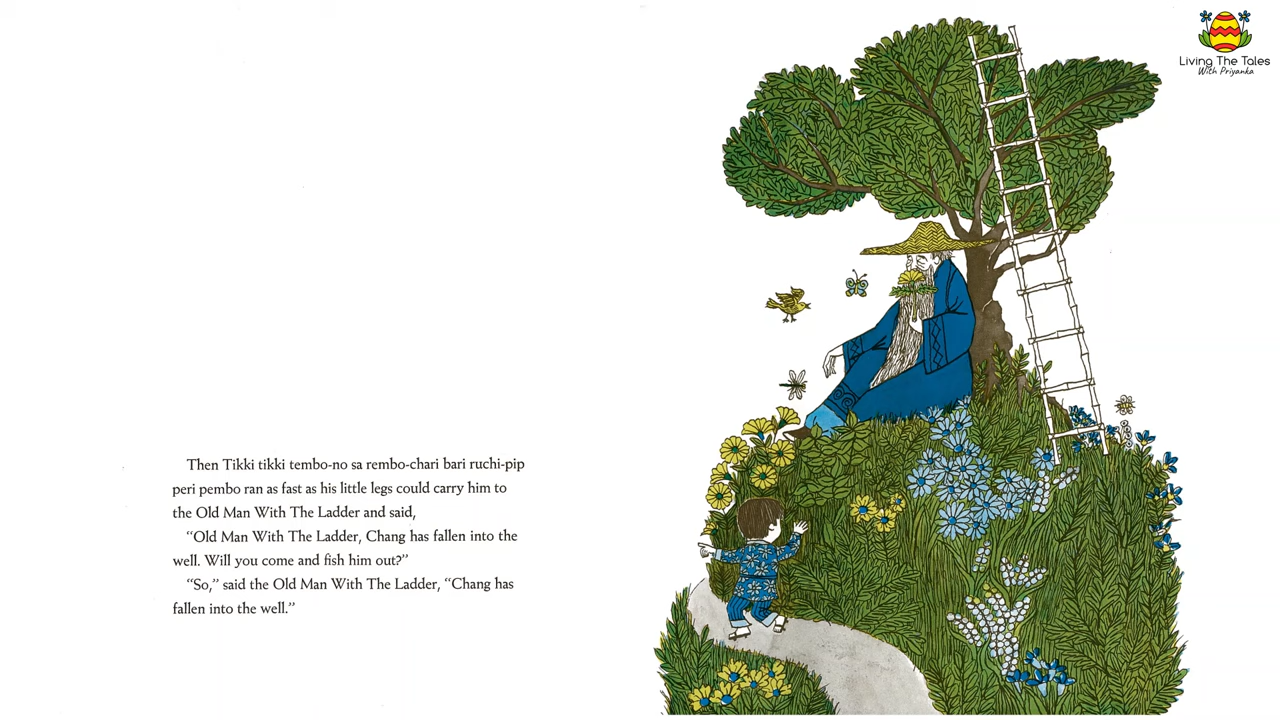 Living The Tales
With Priyanka
Then Tikki tikki tembo-no sa rembo-chari bari ruchi-pip
peri pembo ran as fast as his little legs could carry him to
the Old Man With The Ladder and said,
“Old Man With The Ladder, Chang has fallen into the
well. Will you come and fish him out?”
“So,” said the Old Man With The Ladder, “Chang has
fallen into the well.”